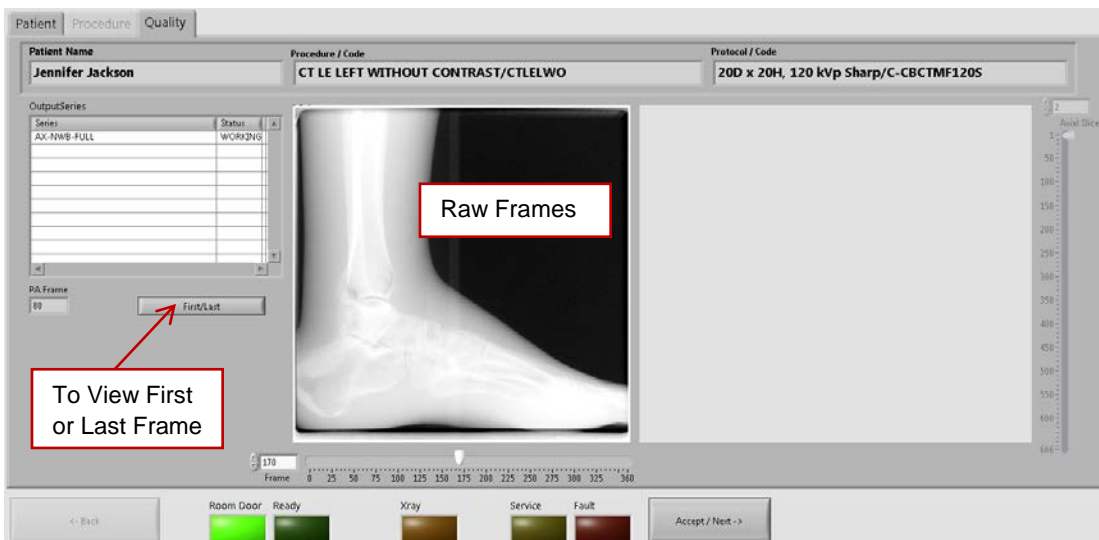 Patient Procedure Quality
Patient Name
Jennifer Jackson
Procedure / Code
CT LE LEFT WITHOUT CONTRAST/CTLELWO
Protocol / Code
20D x 20H, 120 kVp Sharp/C-CBCTMF120S
OutputSeries
Series Status
AX-NWB-FULL WORKING
PA Frame
80
First/Last
To View First
or Last Frame
Raw Frames
2
Axial Slice
1
50
100
150
200
250
300
350
400
450
500
550
600
666
170
Frame 0 25 50 75 100 125 150 175 200 225 250 275 300 325 360
<- Back
Room Door Ready Xray Service Fault
Accept / Next ->